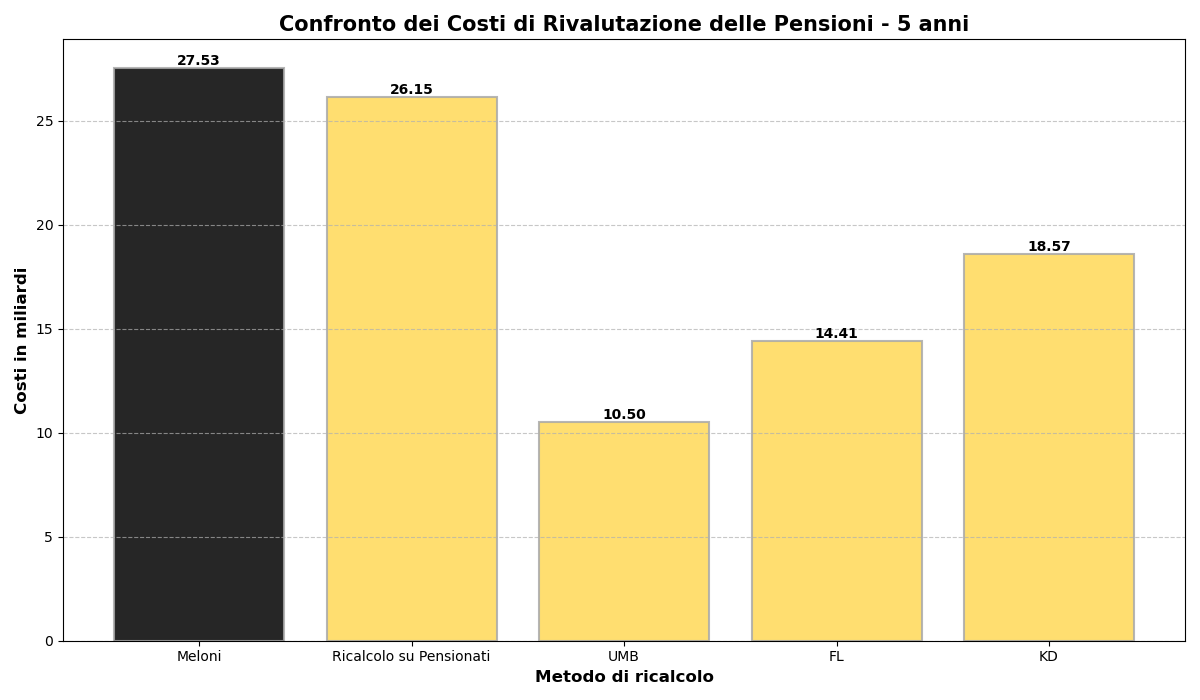 Confronto dei Costi di Rivalutazione delle Pensioni - 5 anni
27.53
26.15
10.50
14.41
18.57
25
20
15
10
5
0
Costi in miliardi
Meloni
Ricalcolo su Pensionati
UMB
FL
KD
Metodo di ricalcolo